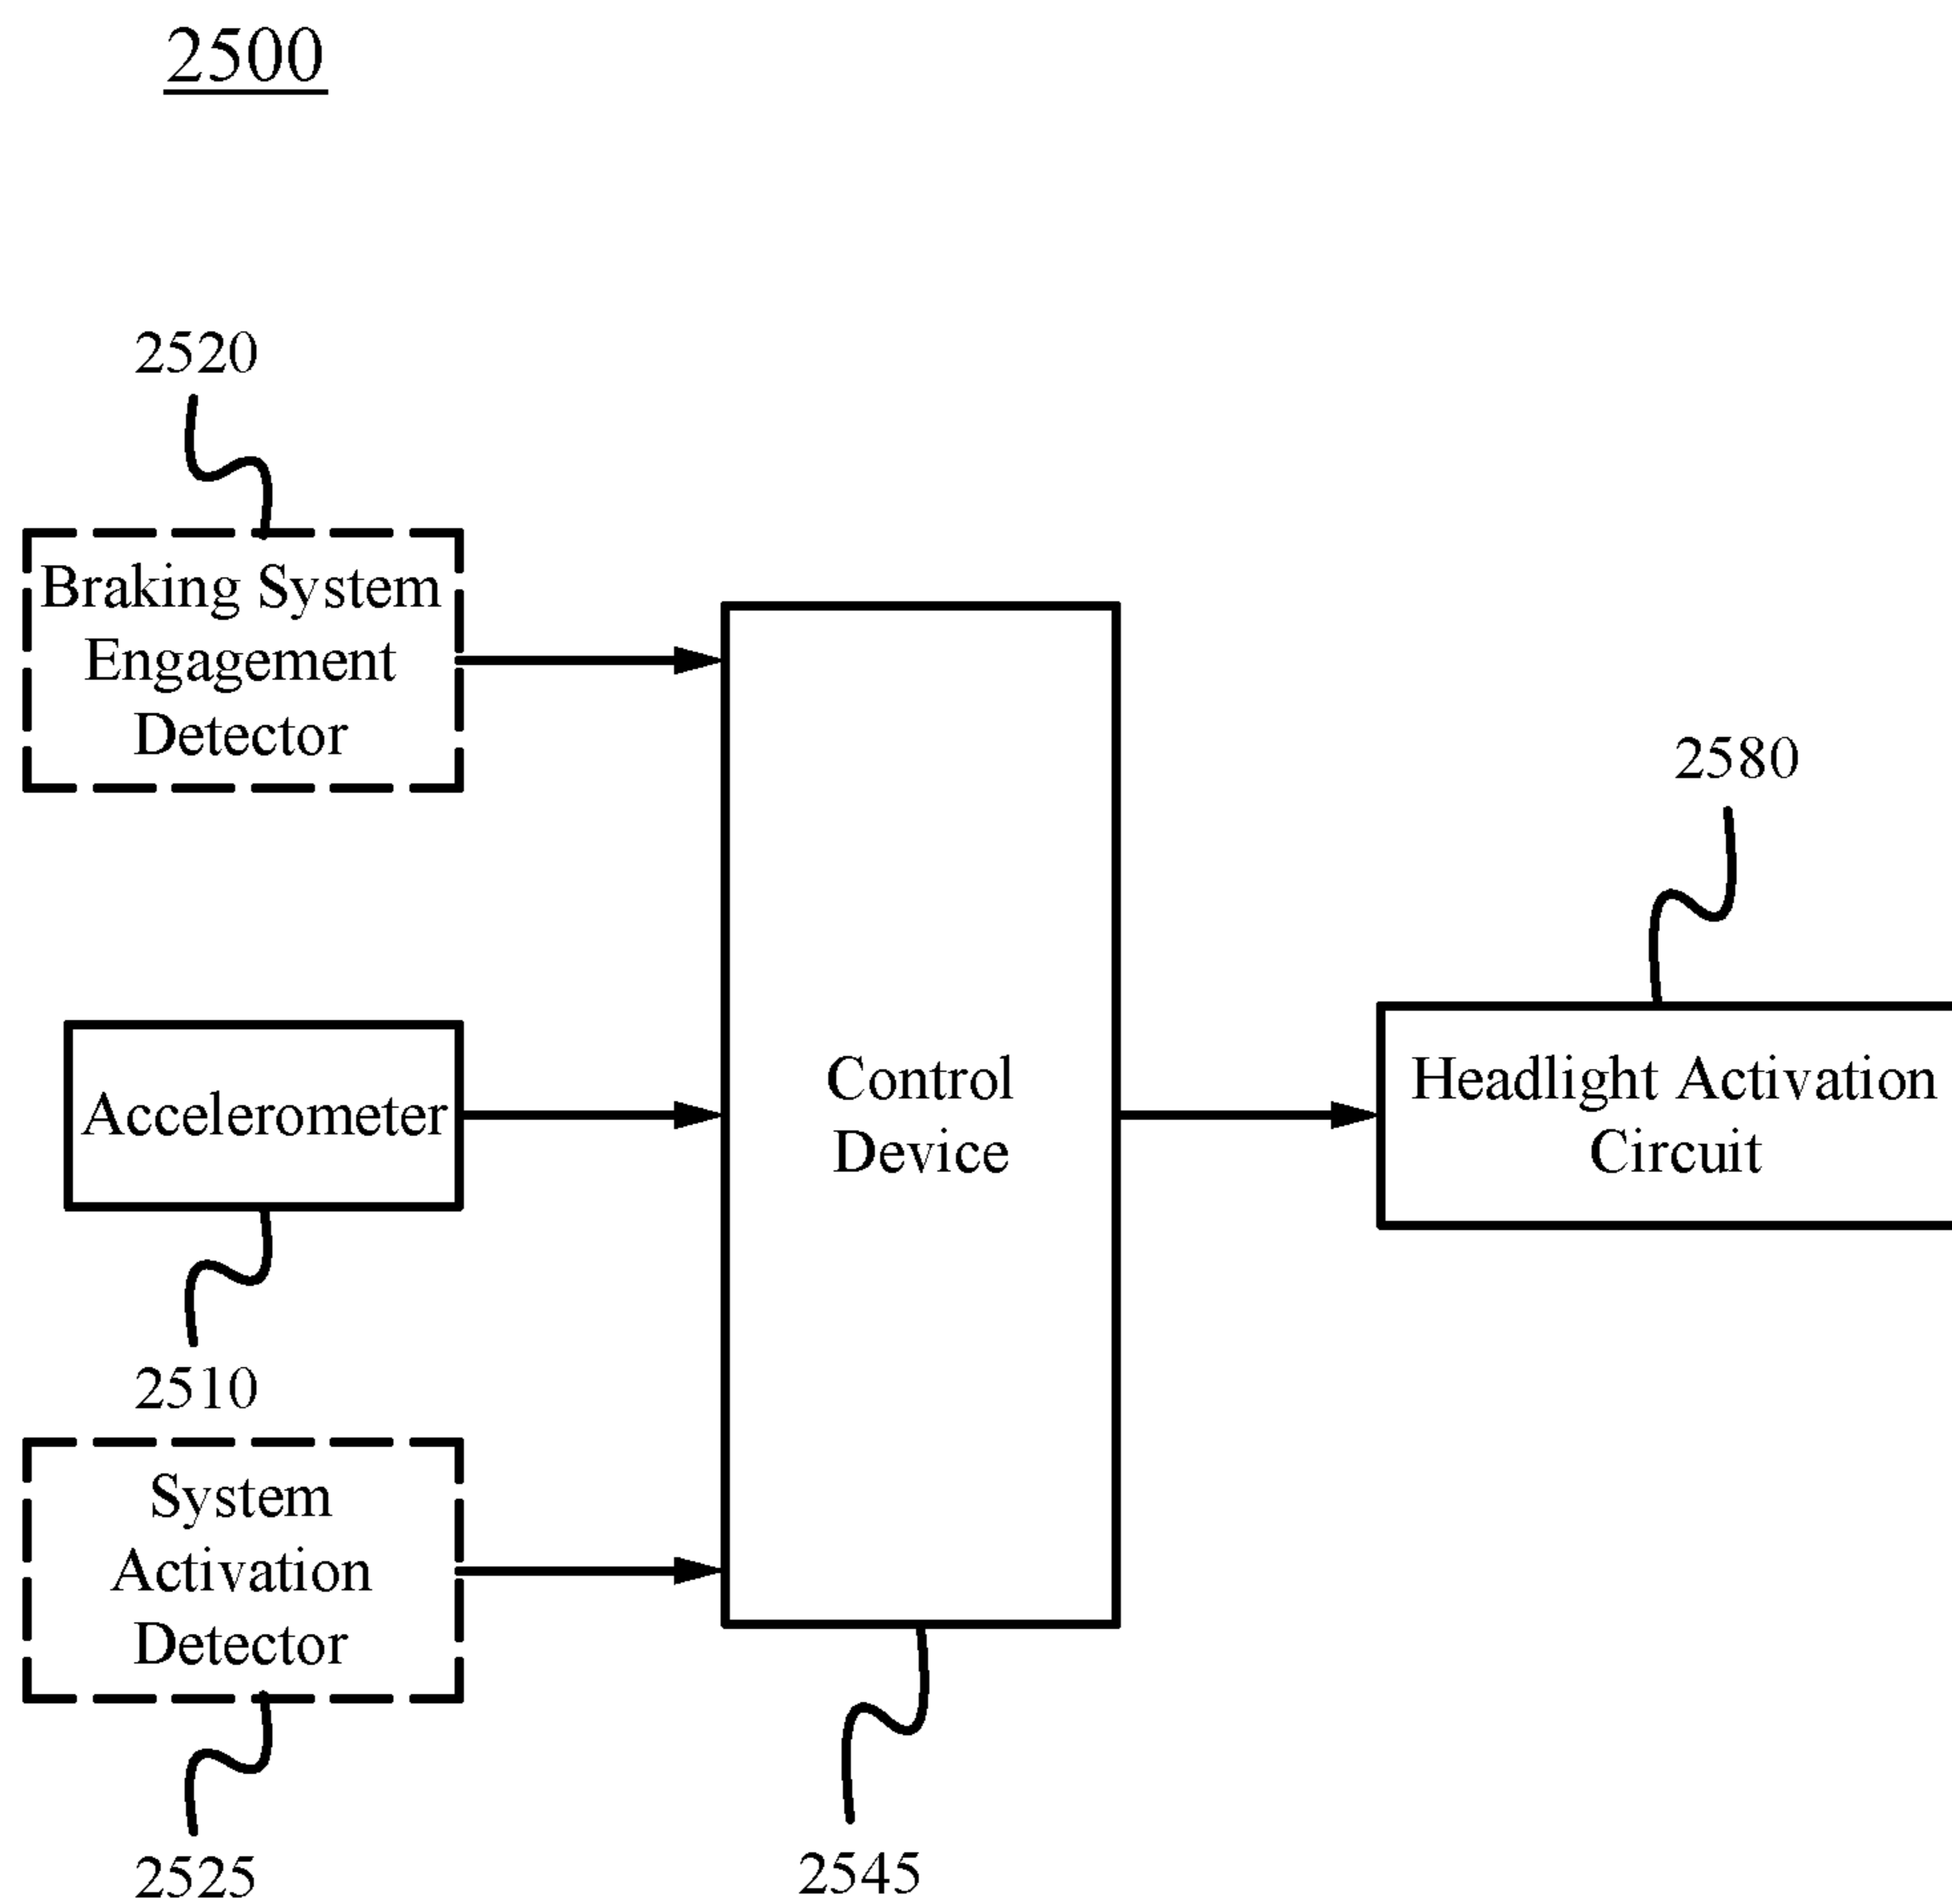 2500
2520
Braking System
Engagement
Detector
2580
Control
Device
Headlight Activation
Circuit
Accelerometer
2510
System
Activation
Detector
2525
2545